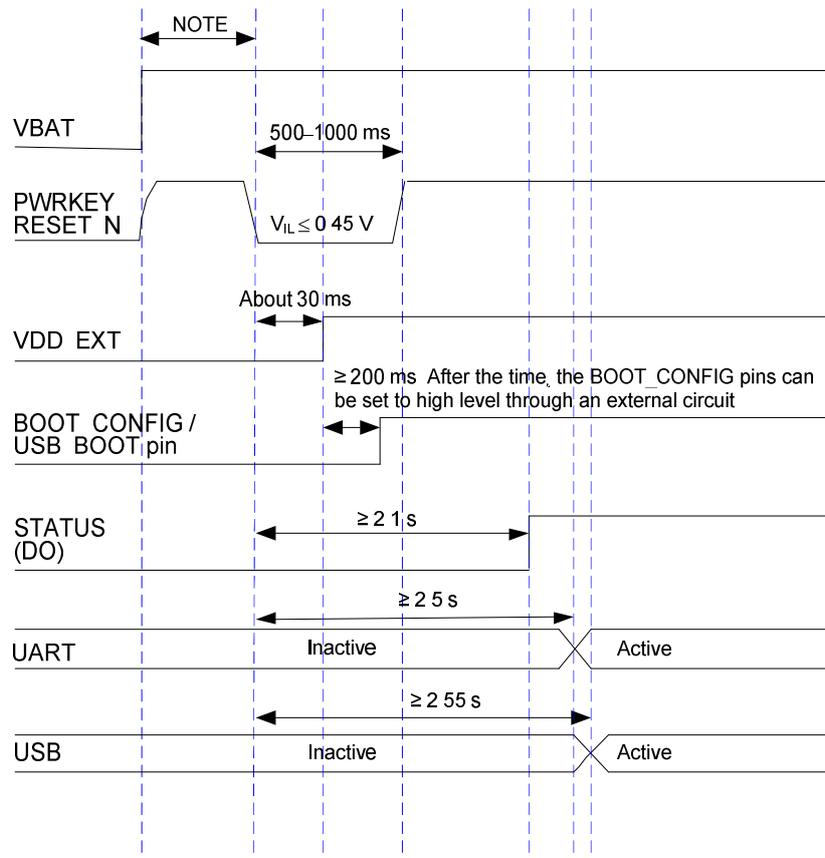 NOTE
VBAT
500–1000 ms
PWRKEY
RESET N
VIL ≤ 0 45 V
About 30 ms
VDD EXT
≥ 200 ms After the time, the BOOT_CONFIG pins can
be set to high level through an external circuit
BOOT CONFIG /
USB BOOT pin
≥ 2 1 s
STATUS
(DO)
≥ 2 5 s
UART
Inactive
Active
≥ 2 55 s
USB
Inactive
Active